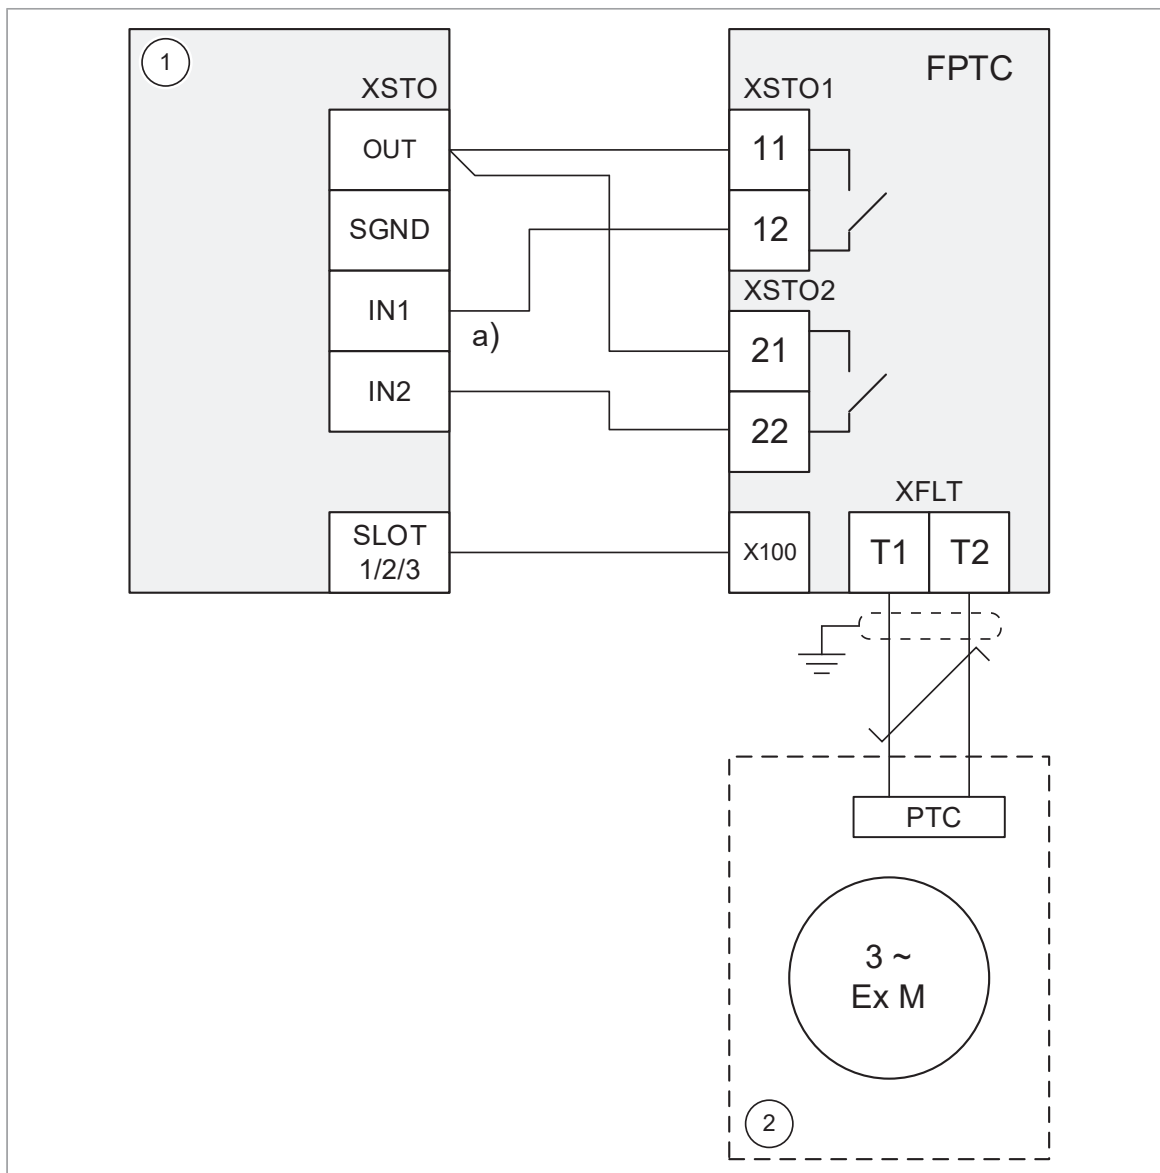 1
XSTO
OUT
SGND
IN1
IN2
SLOT
1/2/3
a)
FPTC
XSTO1
11
12
XSTO2
21
22
X100
XFLT
T1 T2
PTC
3 ~
Ex M
2